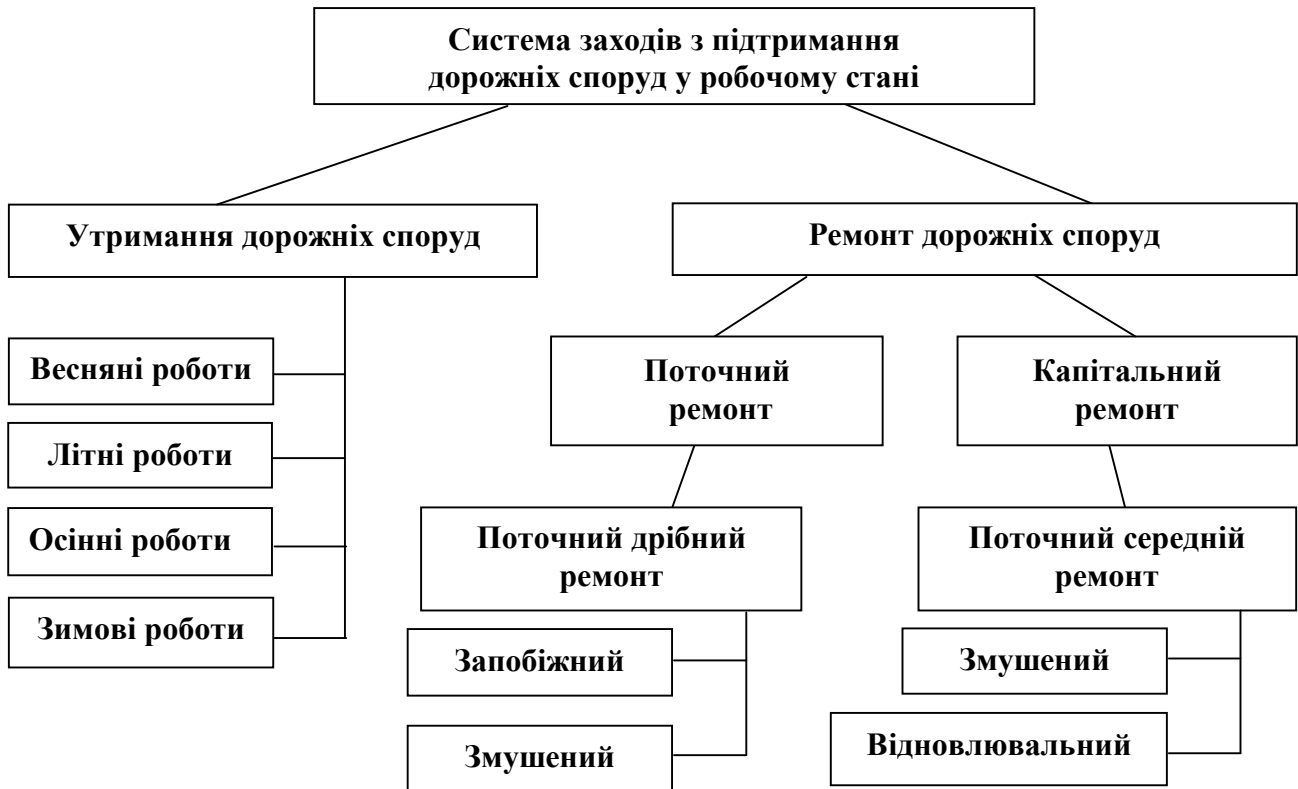 Система заходів з підтримання
дорожніх споруд у робочому стані
Утримання дорожніх споруд
Ремонт дорожніх споруд
Весняні роботи
Літні роботи
Осінні роботи
Зимові роботи
Поточний
ремонт
Капітальний
ремонт
Поточний дрібний
ремонт
Поточний середній
ремонт
Запобіжний
Змушений
Змушений
Відновлювальний